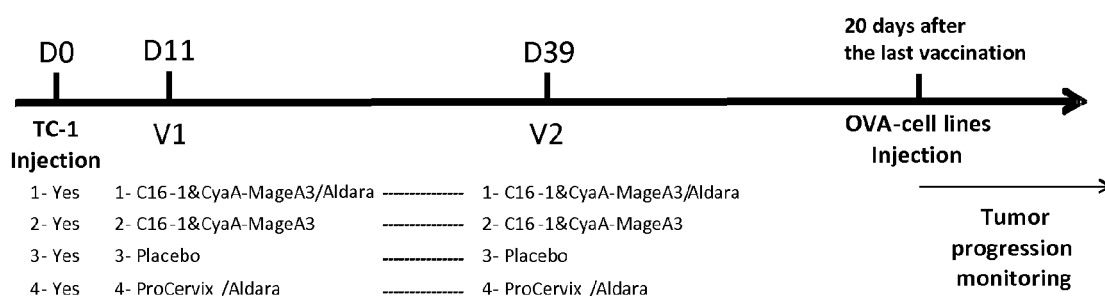 D0 D11 D39 20 days after
the last vaccination
TC-1 Injection V1 V2 OVA-cell lines
Injection
1- Yes 1- C16-1&CyaA-MageA3/Aldara -------------- 1- C16-1&CyaA-MageA3/Aldara
2- Yes 2- C16-1&CyaA-MageA3 -------------- 2- C16-1&CyaA-MageA3
3- Yes 3- Placebo -------------- 3- Placebo
4- Yes 4- ProCervix /Aldara -------------- 4- ProCervix /Aldara
Tumor
progression
monitoring